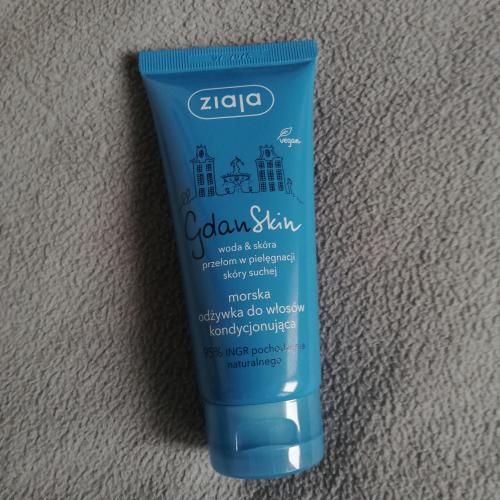 ziaja
vegan
GdanSkin
woda & skóra
przełom w pielęgnacji
skóry suchej
morska
odżywka do włosów
kondycjonująca
95% INGR pochodzenia
naturalnego